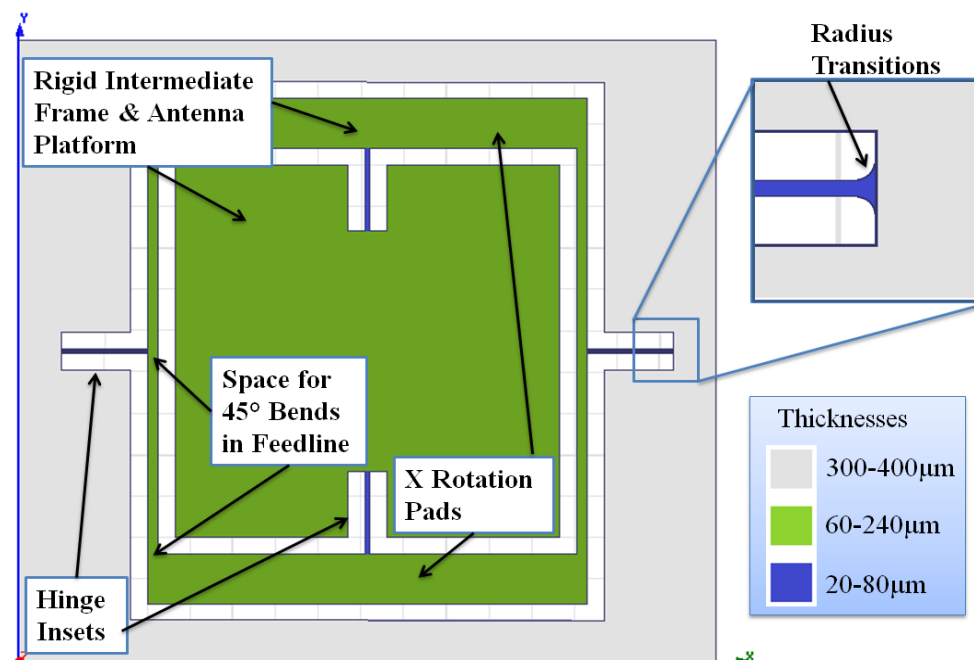 Y
Rigid Intermediate
Frame & Antenna
Platform
Radius
Transitions
Space for
45° Bends
in Feedline
X Rotation
Pads
Hinge
Insets
Thicknesses
300-400μm
60-240μm
20-80μm
X